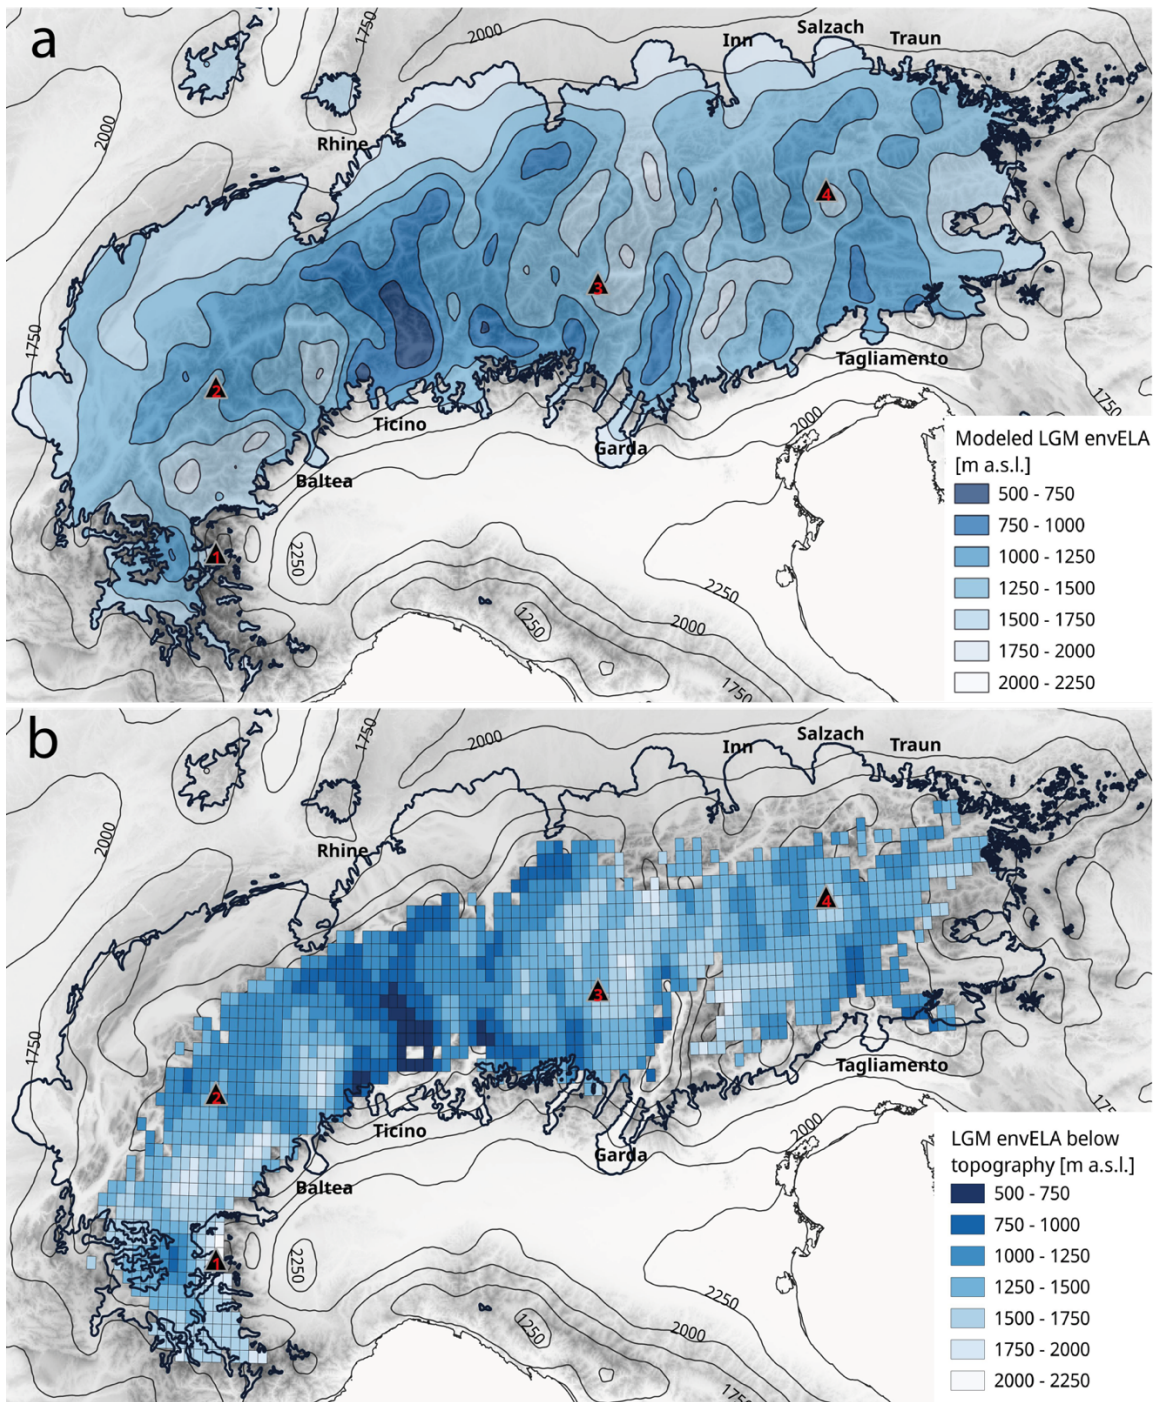 a
1750
2000
Inn
Salzach
Traun
2000
Rhine
4
3
1750
2
Tagliamento
1750
Ticino
2000
Garda
Baltea
1
2250
2250
1250
2000
1750
Modeled LGM envELA
[m a.s.l.]
500 - 750
750 - 1000
1000 - 1250
1250 - 1500
1500 - 1750
1750 - 2000
2000 - 2250
b
1750
2000
Inn
Salzach
Traun
2000
Rhine
4
3
1750
2
Tagliamento
Ticino
2000
Garda
Baltea
1
2250
2250
1250
2000
LGM envELA below
topography [m a.s.l.]
500 - 750
750 - 1000
1000 - 1250
1250 - 1500
1500 - 1750
1750 - 2000
2000 - 2250